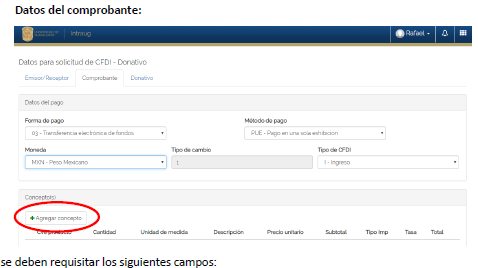 Datos del comprobante:
Intraug
Rafael
Datos para solicitud de CFDI - Donativo
Emisor/Receptor Comprobante Donativo
Datos del pago
Forma de pago Método de pago
03 - Transferencia electrónica de fondos PUE - Pago en una sola exhibicion
Moneda Tipo de cambio Tipo de CFDI
MXN - Peso Mexicano 1 I - Ingreso
Concepto(s)
+ Agregar concepto
Cve producto Cantidad Unidad de medida Descripción Precio unitario Subtotal Tipo Imp Tasa Total
se deben requisitar los siguientes campos: